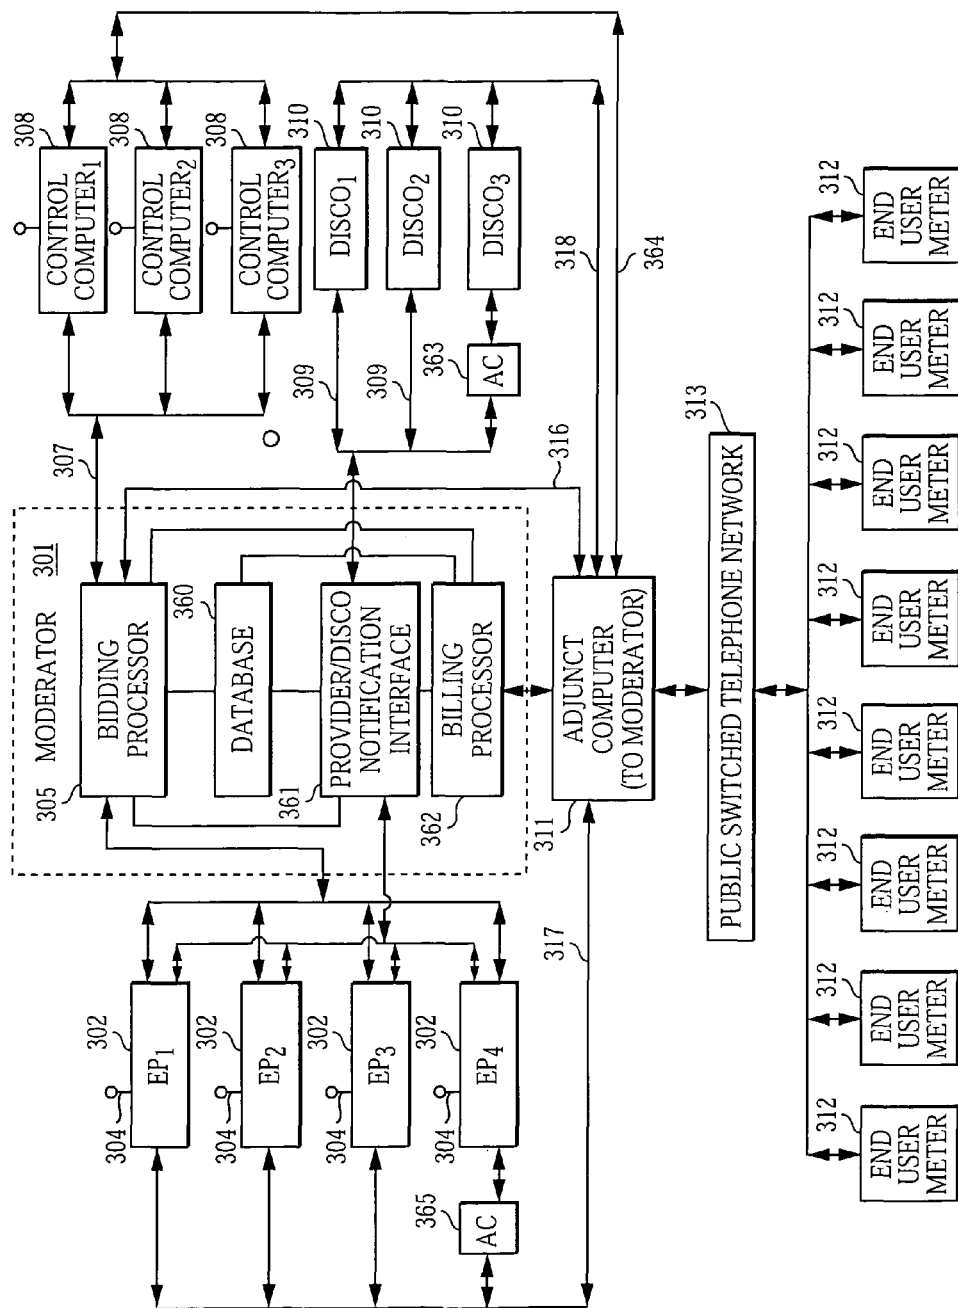 MODERATOR
301
305
BIDDING
PROCESSOR
360
DATABASE
361
PROVIDER/DISCO
NOTIFICATION
INTERFACE
362
BILLING
PROCESSOR
302
EP1
304
302
EP2
304
302
EP3
304
302
EP4
304
365
AC
307
308
CONTROL
COMPUTER1
308
CONTROL
COMPUTER2
308
CONTROL
COMPUTER3
310
DISCO1
310
DISCO2
310
DISCO3
309
309
363
AC
316
318
364
317
311
ADJUNCT
COMPUTER
(TO MODERATOR)
313
PUBLIC SWITCHED TELEPHONE NETWORK
312
END
USER
METER
312
END
USER
METER
312
END
USER
METER
312
END
USER
METER
312
END
USER
METER
312
END
USER
METER
312
END
USER
METER
312
END
USER
METER